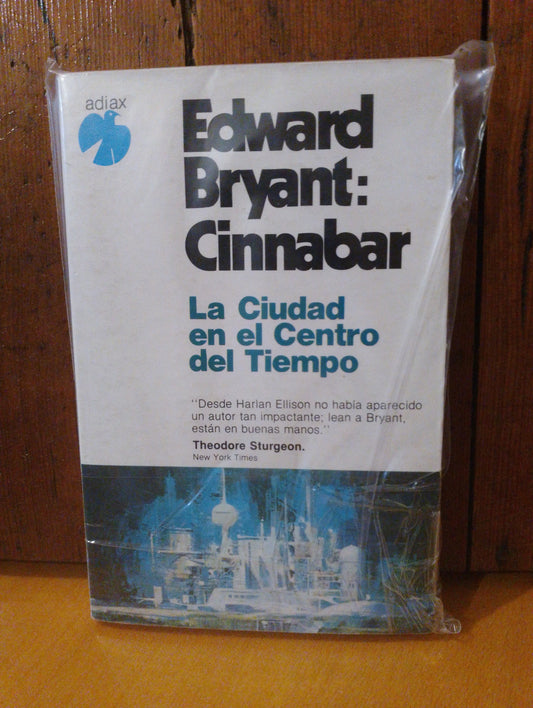 adiax
Edward
Bryant:
Cinnabar
La Ciudad
en el Centro
del Tiempo
"Desde Harlan Ellison no había aparecido
un autor tan impactante; lean a Bryant,
están en buenas manos."
Theodore Sturgeon.
New York Times